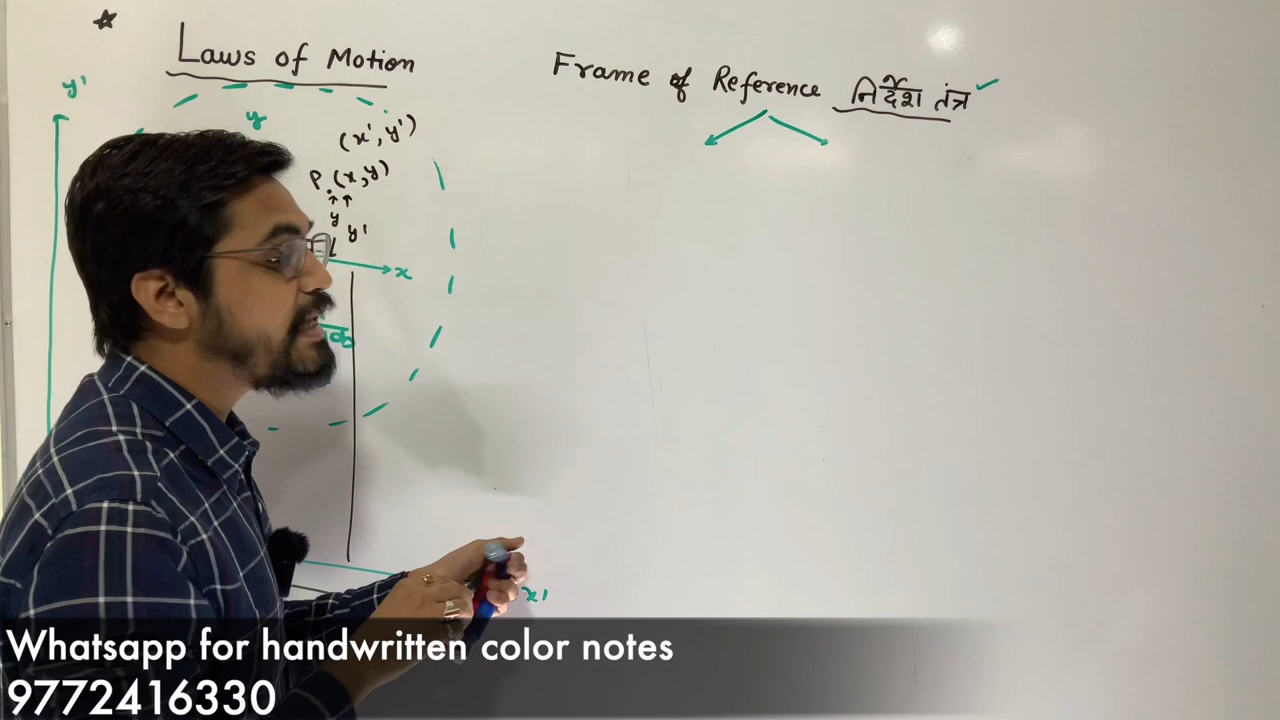 Laws of Motion
Frame of Reference निर्देश तंत्र
y'
y
(x', y')
P (x, y)
y
y'
x
x'
Whatsapp for handwritten color notes
9772416330